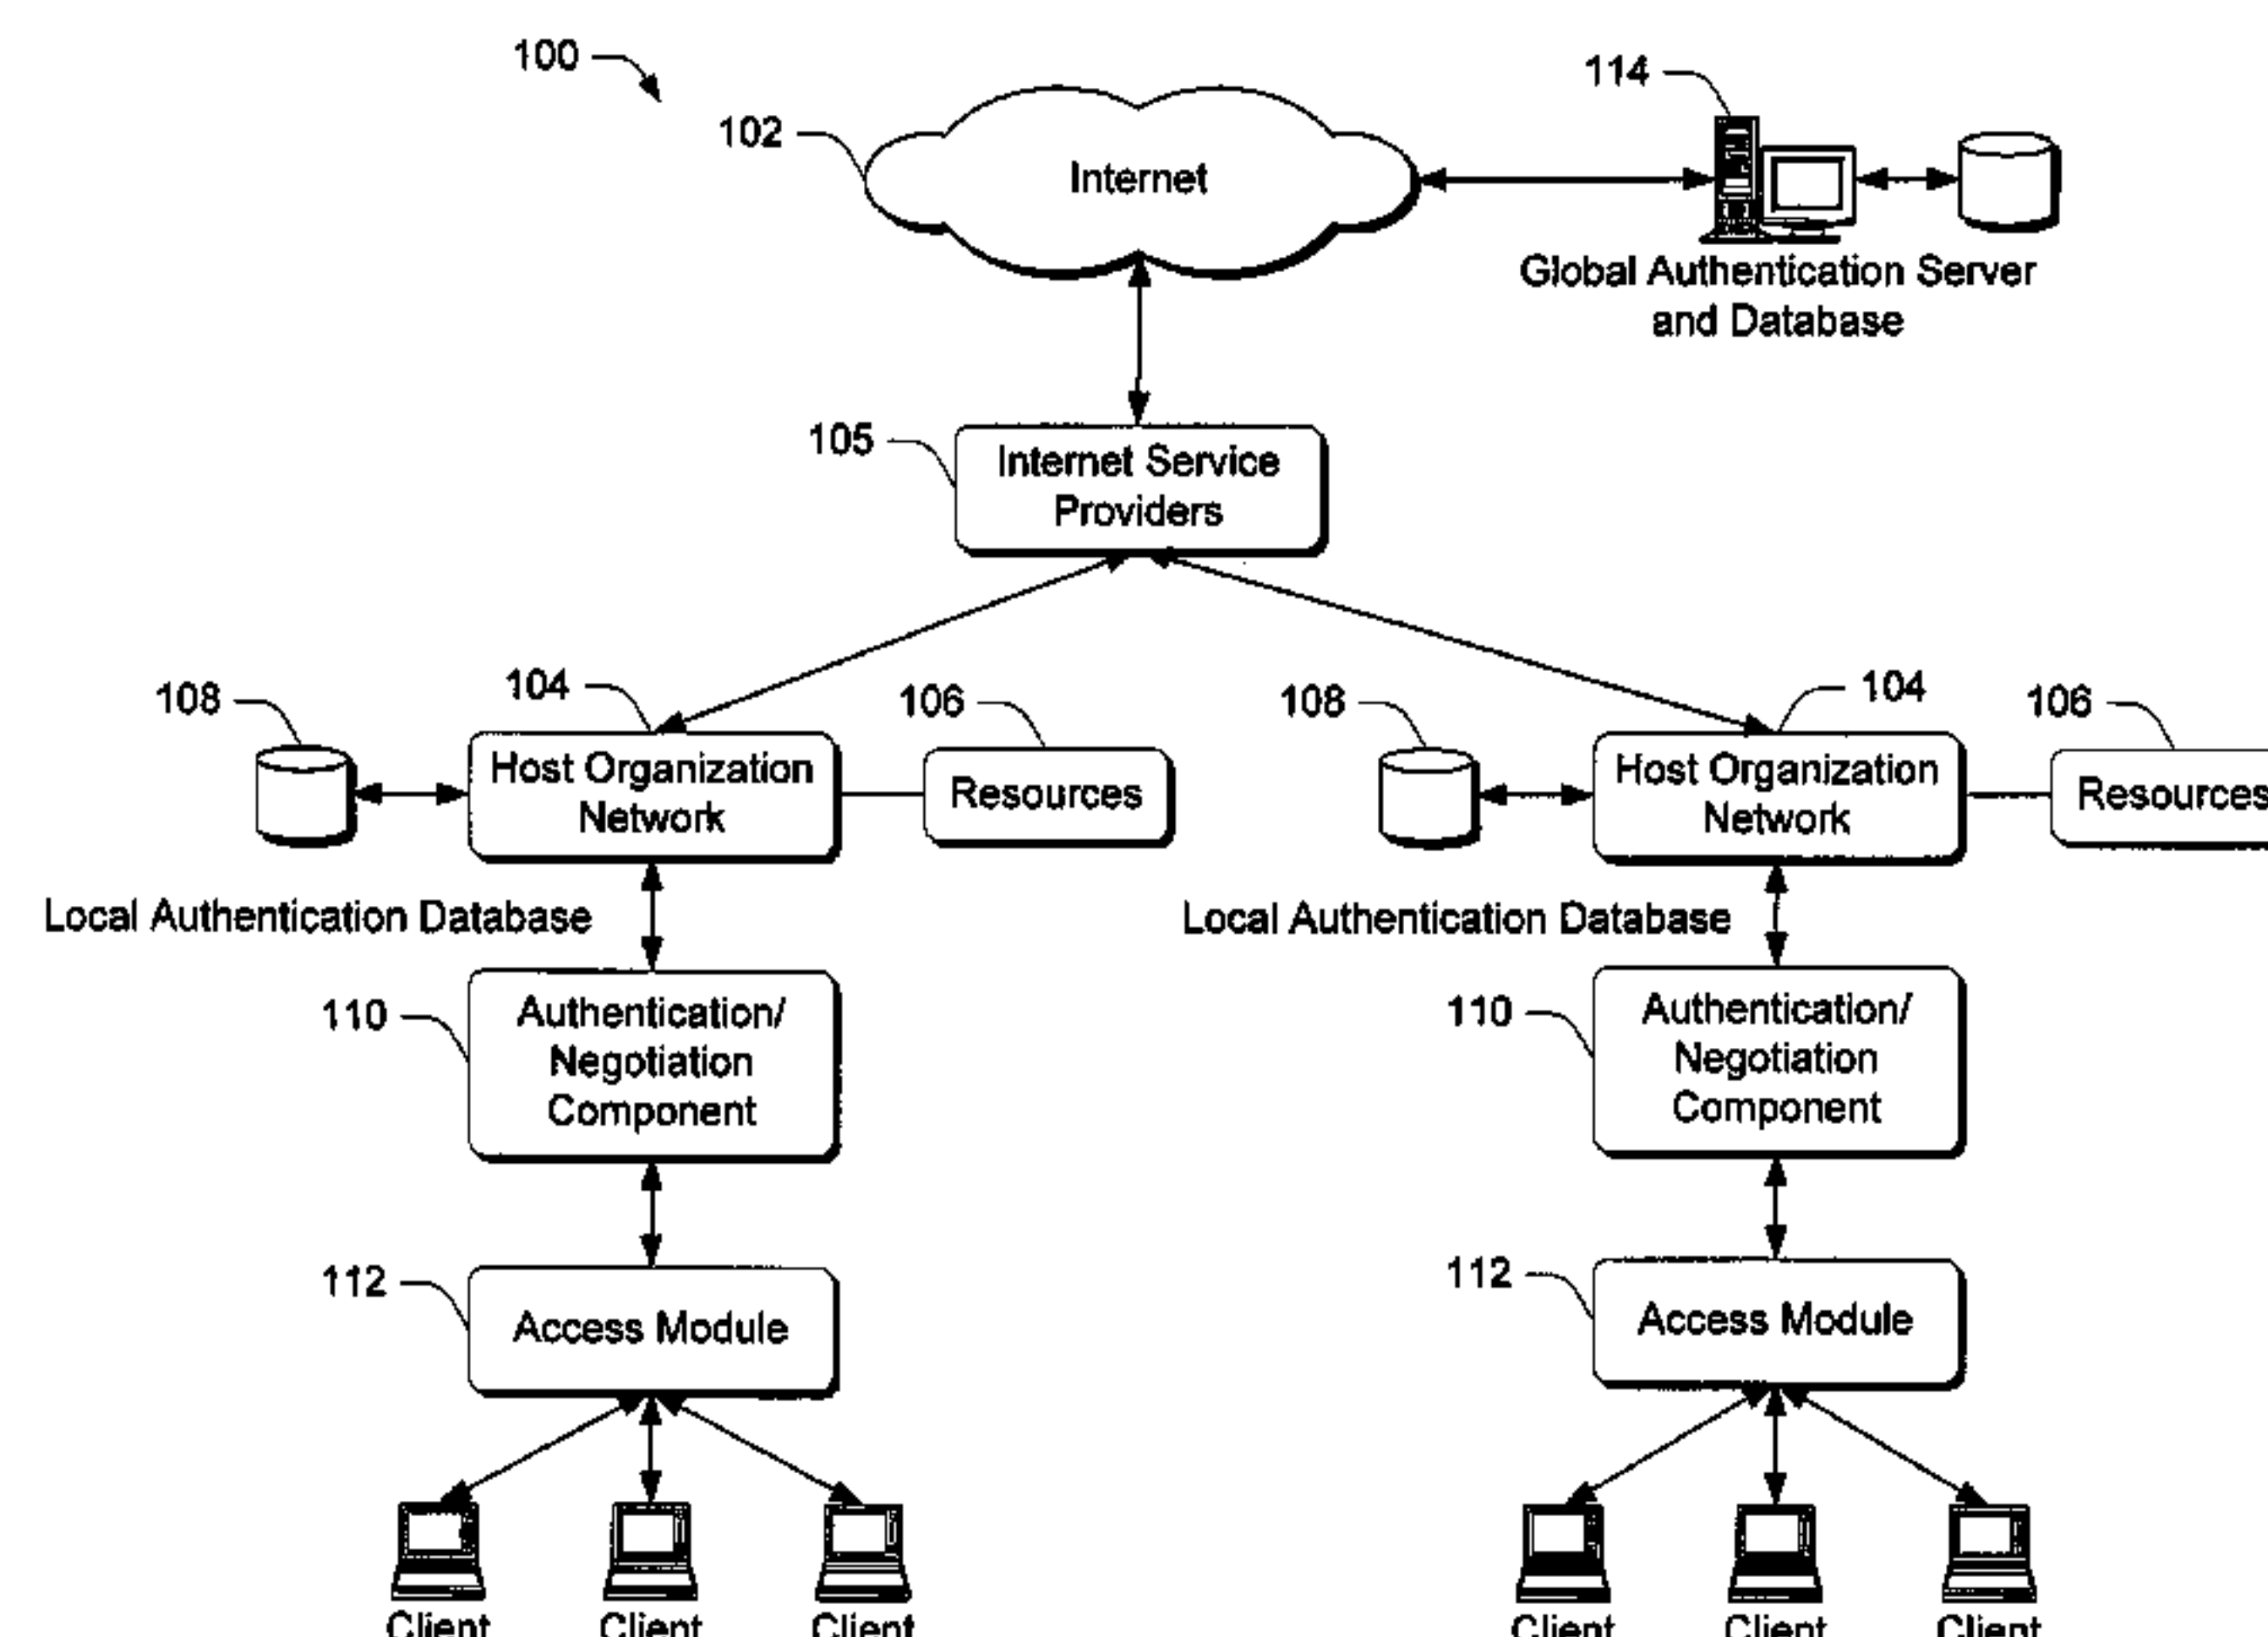 100
114
102
Internet
Global Authentication Server
and Database
105
Internet Service
Providers
108
104
106
Host Organization
Network
Resources
108
104
106
Host Organization
Network
Resources
Local Authentication Database
Local Authentication Database
110
Authentication/
Negotiation
Component
110
Authentication/
Negotiation
Component
112
Access Module
112
Access Module
Client
Client
Client
Client
Client
Client